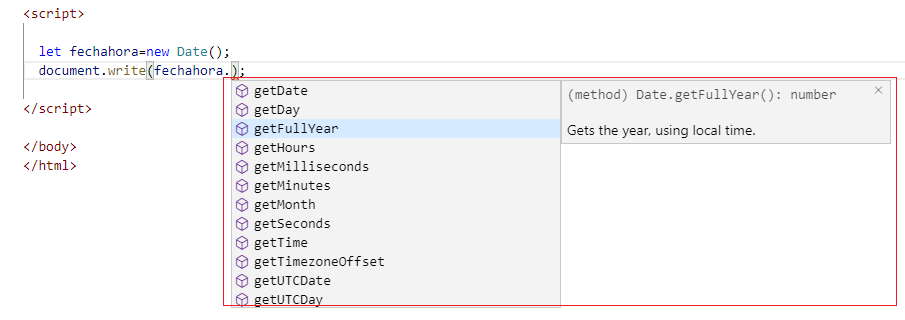 <script>
let fechahora=new Date();
document.write(fechahora.);
getDate
getDay
getFullYear
getHours
getMilliseconds
getMinutes
getMonth
getSeconds
getTime
getTimezoneOffset
getUTCDate
getUTCDay
(method) Date.getFullYear(): number
Gets the year, using local time.
</script>
</body>
</html>